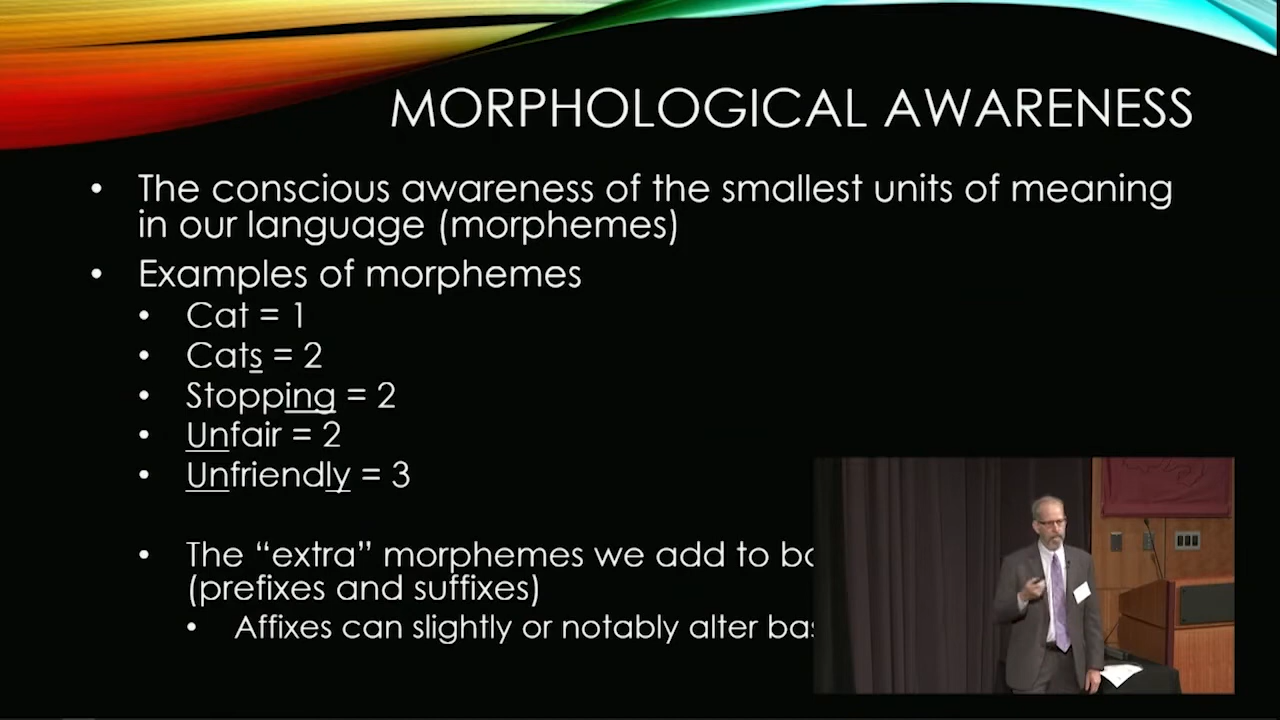 MORPHOLOGICAL AWARENESS
• The conscious awareness of the smallest units of meaning
in our language (morphemes)
• Examples of morphemes
• Cat = 1
• Cats = 2
• Stopping = 2
• Unfair = 2
• Unfriendly = 3
• The “extra” morphemes we add to
(prefixes and suffixes)
• Affixes can slightly or notably alter